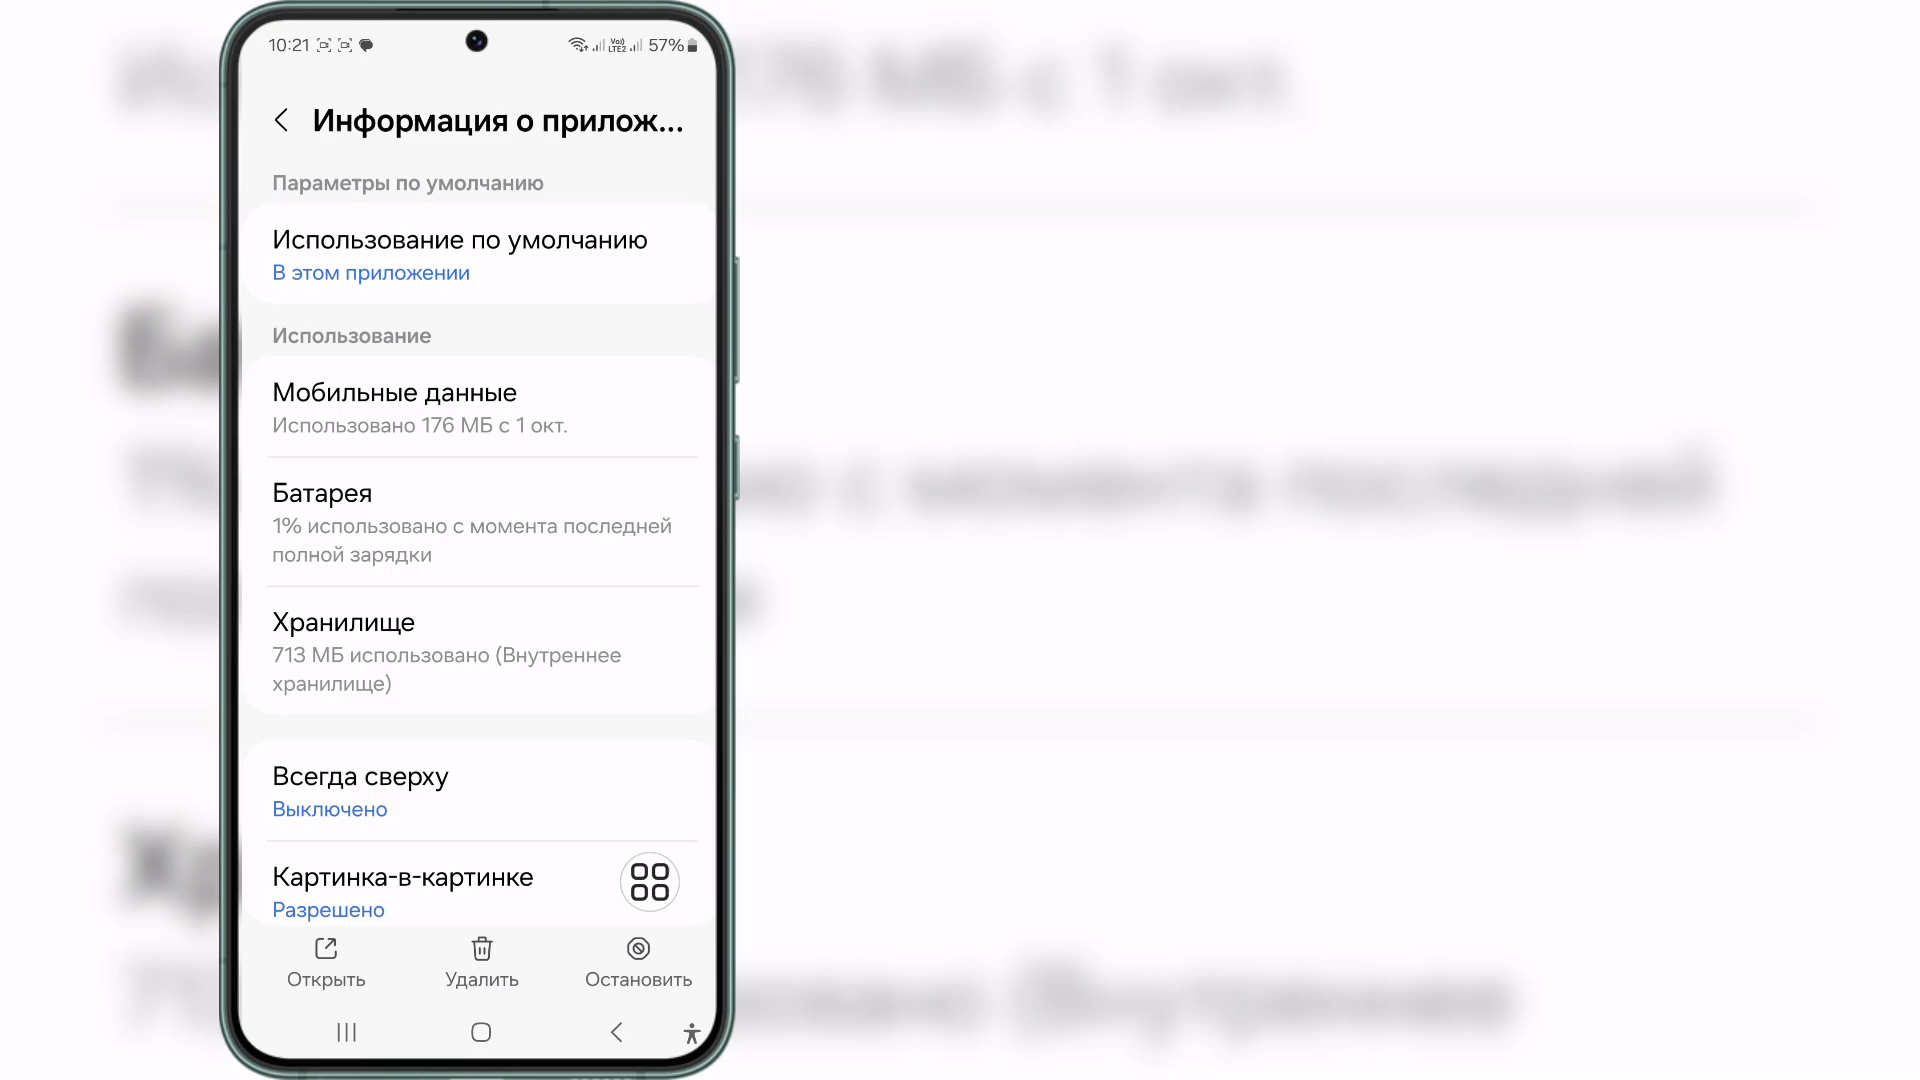 10:21 Vo) LTE2 57%
Информация о прилож...
Параметры по умолчанию
Использование по умолчанию
В этом приложении
Использование
Мобильные данные
Использовано 176 МБ с 1 окт.
Батарея
1% использовано с момента последней
полной зарядки
Хранилище
713 МБ использовано (Внутреннее
хранилище)
Всегда сверху
Выключено
Картинка-в-картинке
Разрешено
Открыть Удалить Остановить